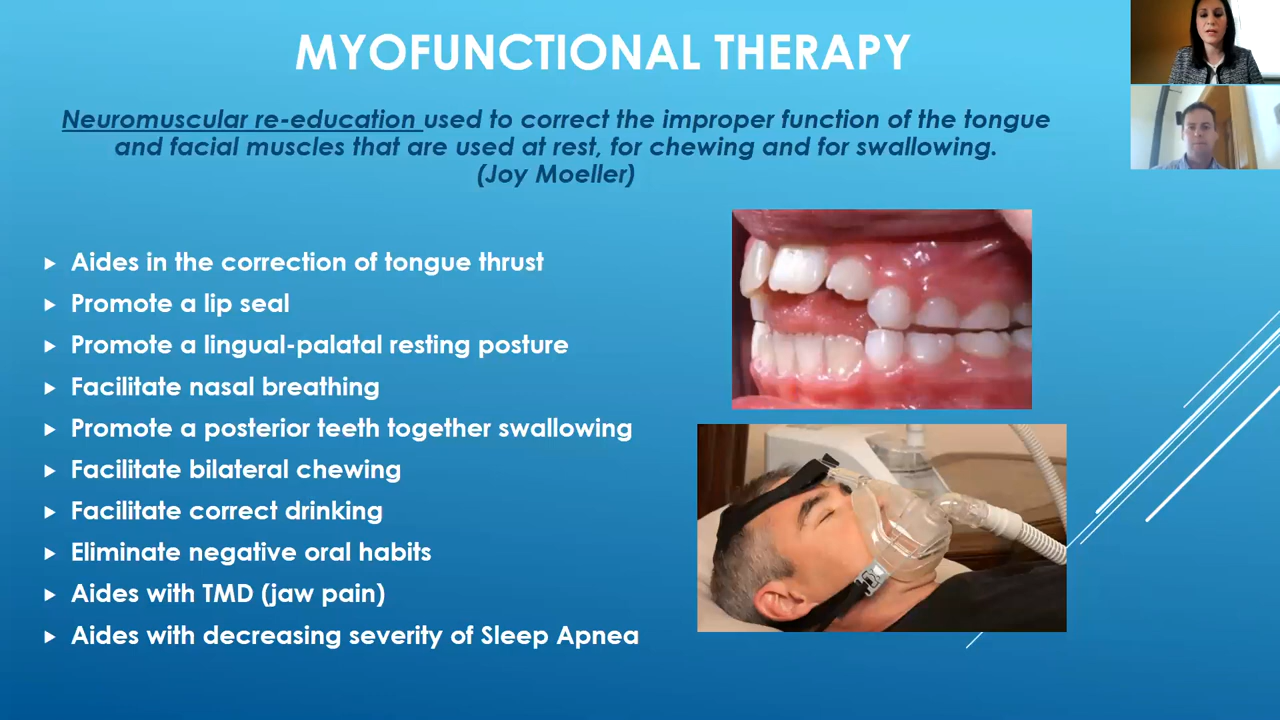 MYOFUNCTIONAL THERAPY
Neuromuscular re-education used to correct the improper function of the tongue
and facial muscles that are used at rest, for chewing and for swallowing.
(Joy Moeller)
Aides in the correction of tongue thrust
Promote a lip seal
Promote a lingual-palatal resting posture
Facilitate nasal breathing
Promote a posterior teeth together swallowing
Facilitate bilateral chewing
Facilitate correct drinking
Eliminate negative oral habits
Aides with TMD (jaw pain)
Aides with decreasing severity of Sleep Apnea